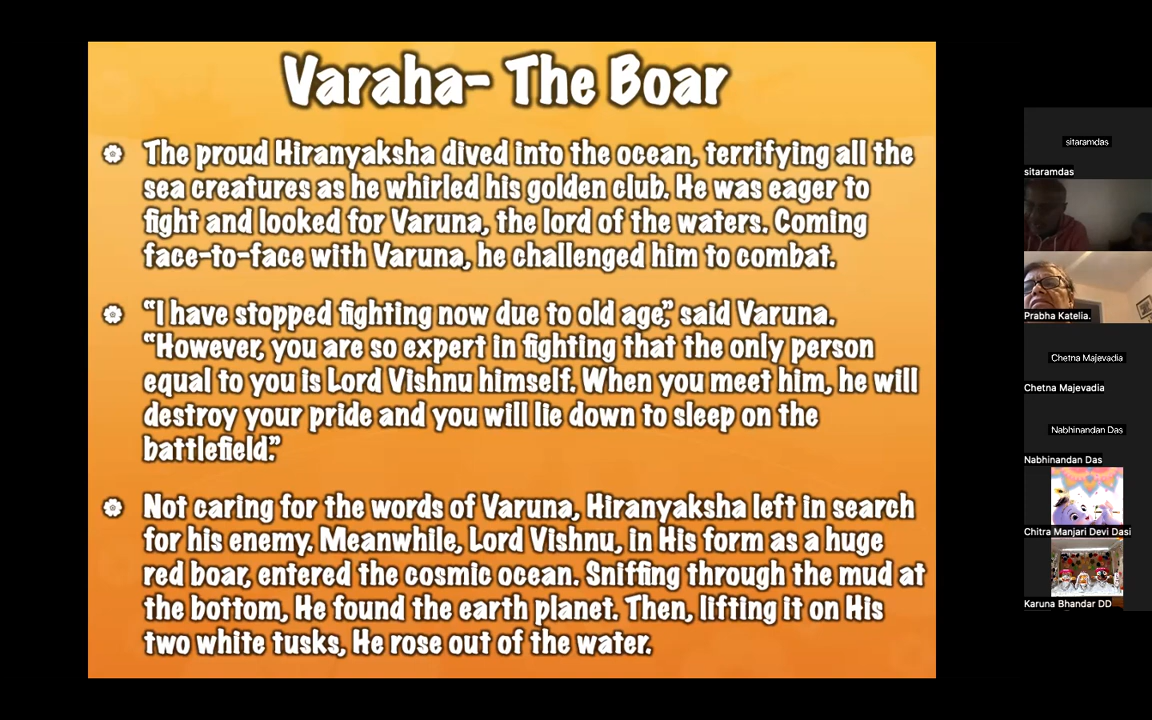 Varaha- The Boar
The proud Hiranyaksha dived into the ocean, terrifying all the
sea creatures as he whirled his golden club. He was eager to
fight and looked for Varuna, the lord of the waters. Coming
face-to-face with Varuna, he challenged him to combat.
“I have stopped fighting now due to old age,” said Varuna.
“However, you are so expert in fighting that the only person
equal to you is Lord Vishnu himself. When you meet him, he will
destroy your pride and you will lie down to sleep on the
battlefield.”
Not caring for the words of Varuna, Hiranyaksha left in search
for his enemy. Meanwhile, Lord Vishnu, in His form as a huge
red boar, entered the cosmic ocean. Sniffing through the mud at
the bottom, He found the earth planet. Then, lifting it on His
two white tusks, He rose out of the water.
sitaramdas
sitaramdas
Prabha Katelia.
Chetna Majevadia
Chetna Majevadia
Nabhinandan Das
Nabhinandan Das
Chitra Manjari Devi Dasi
Karuna Bhandar DD